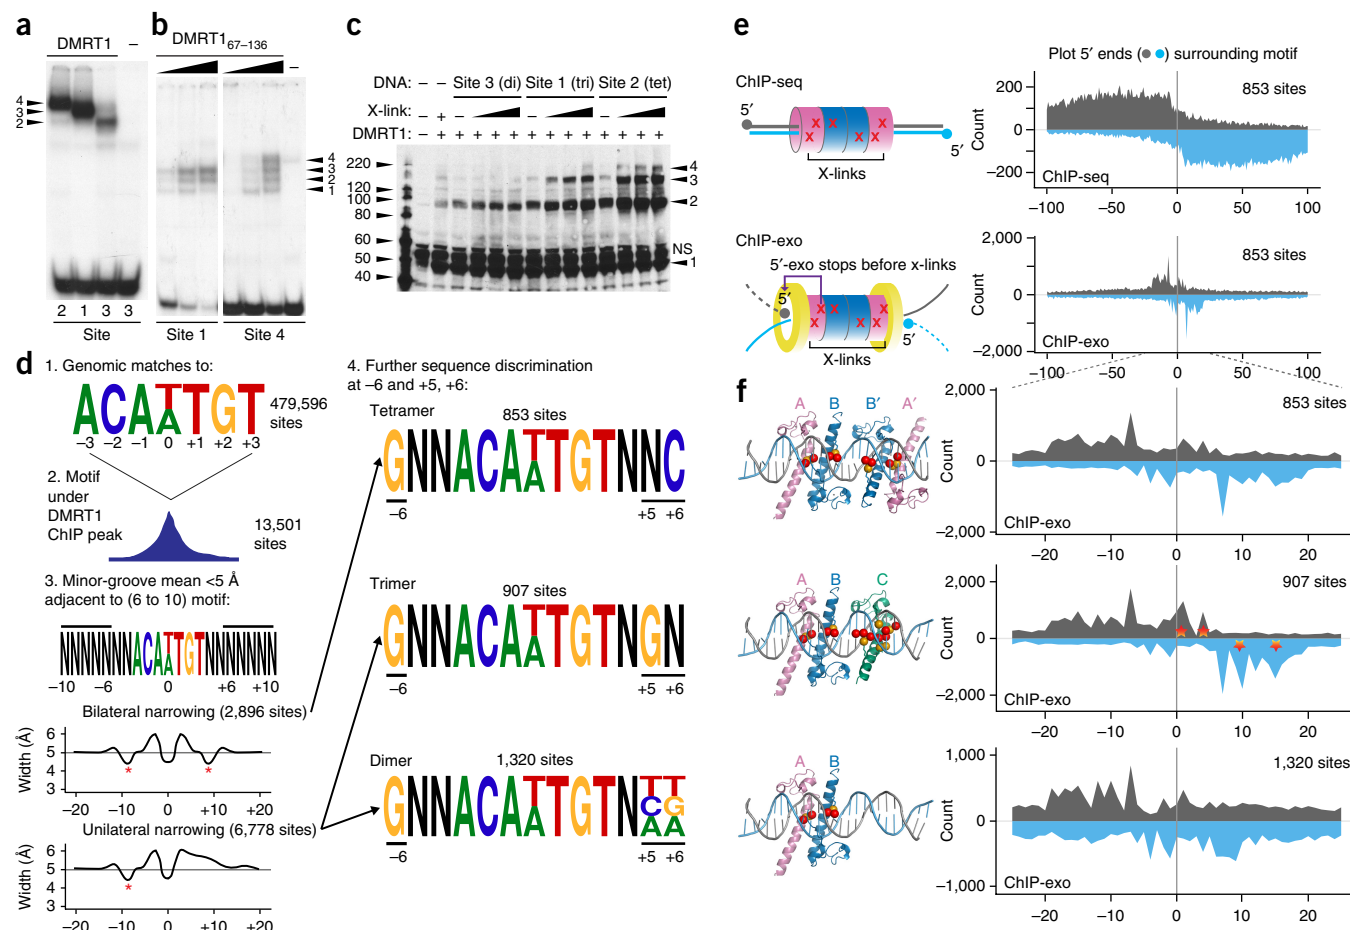 a
DMRT1
–
4
3
2
2 1 3 3
Site
b
DMRT167–136
–
4
3
2
1
Site 1
Site 4
c
DNA: – – Site 3 (di) Site 1 (tri) Site 2 (tet)
X-link: – + – – –
DMRT1: – + + + + + + + + + + + + +
220
120
100
80
60
50
40
4
3
2
NS
1
d
1. Genomic matches to:
ACATTGT
A
–3 –2 –1 0 +1 +2 +3
479,596
sites
2. Motif
under
DMRT1
ChIP peak
13,501
sites
3. Minor-groove mean <5 Å
adjacent to (6 to 10) motif:
NNNNNNNACATTGTNNNNNNN
A
–10 –6 0 +6 +10
Bilateral narrowing (2,896 sites)
Width (Å)
6
5
4
3
* *
–20 –10 0 +10 +20
Unilateral narrowing (6,778 sites)
Width (Å)
6
5
4
3
*
–20 –10 0 +10 +20
4. Further sequence discrimination
at –6 and +5, +6:
Tetramer
853 sites
GNNACATTGTNNC
A
–6 +5 +6
Trimer
907 sites
GNNACATTGTNGN
A
–6 +5 +6
Dimer
1,320 sites
GNNACATTGTNTT
A CG
AA
–6 +5 +6
e
Plot 5′ ends ( ) surrounding motif
ChIP-seq
5′
x x x x x x
5′
X-links
200
0
–200
Count
853 sites
ChIP-seq
–100 –50 0 50 100
ChIP-exo
5′-exo stops before x-links
5′
x x x x x x
5′
X-links
2,000
0
–2,000
Count
853 sites
ChIP-exo
–100 –50 0 50 100
f
A B B′ A′
2,000
0
–2,000
Count
853 sites
ChIP-exo
–20 –10 0 10 20
A B C
2,000
0
–2,000
Count
907 sites
ChIP-exo
–20 –10 0 10 20
A B
1,000
0
–1,000
Count
1,320 sites
ChIP-exo
–20 –10 0 10 20